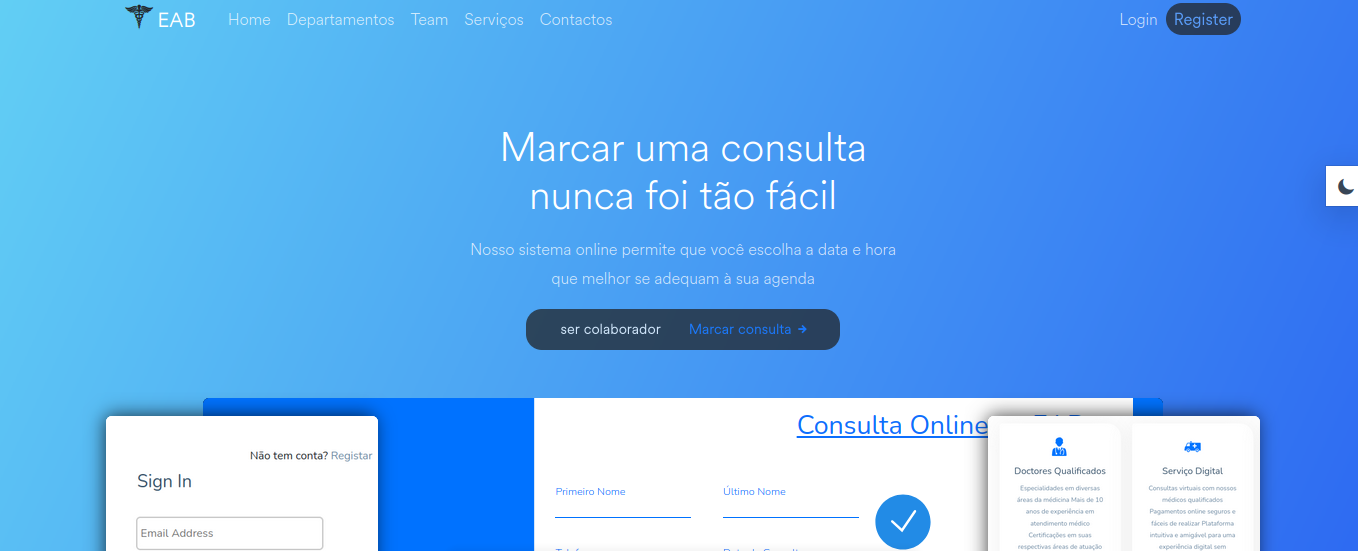 EAB Home Departamentos Team Serviços Contactos Login Register
Marcar uma consulta
nunca foi tão fácil
Nosso sistema online permite que você escolha a data e hora
que melhor se adequam à sua agenda
ser colaborador Marcar consulta →
Não tem conta? Registar
Sign In
Email Address
Consulta Online
Primeiro Nome Último Nome
Doctores Qualificados
Especialidades em diversas
áreas da médicina Mais de 10
anos de experiência em
atendimento médico
Certificações em suas
respectivas áreas de atuação
Serviço Digital
Consultas virtuais com nossos
médicos qualificados
Pagamentos online seguros e
fáceis de realizar Plataforma
intuitiva e amigável para uma
experiência digital sem